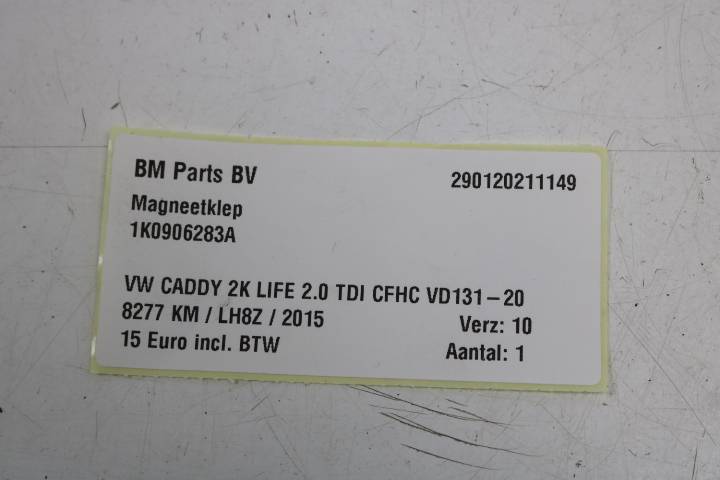 BM Parts BV 290120211149
Magneetklep
1K0906283A
VW CADDY 2K LIFE 2.0 TDI CFHC VD131-20
8277 KM / LH8Z / 2015 Verz: 10
15 Euro incl. BTW Aantal: 1